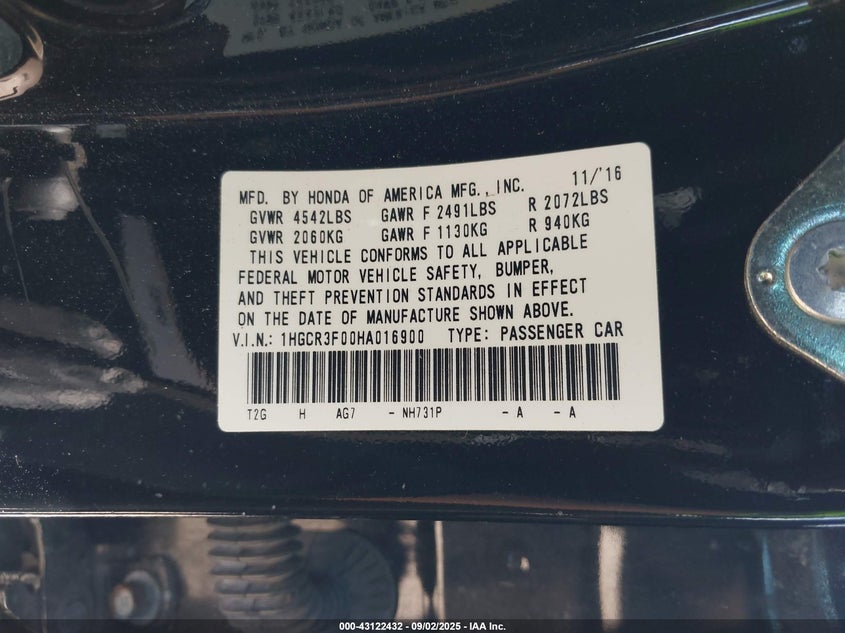 MFD. BY HONDA OF AMERICA MFG., INC. 11/'16
GVWR 4542LBS GAWR F 2491LBS R 2072LBS
GVWR 2060KG GAWR F 1130KG R 940KG
THIS VEHICLE CONFORMS TO ALL APPLICABLE
FEDERAL MOTOR VEHICLE SAFETY, BUMPER,
AND THEFT PREVENTION STANDARDS IN EFFECT
ON THE DATE OF MANUFACTURE SHOWN ABOVE.
V.I.N.: 1HGCR3F00HA016900 TYPE: PASSENGER CAR
T2G H AG7 - NH731P - A - A
000-43122432 - 09/02/2025 - IAA Inc.